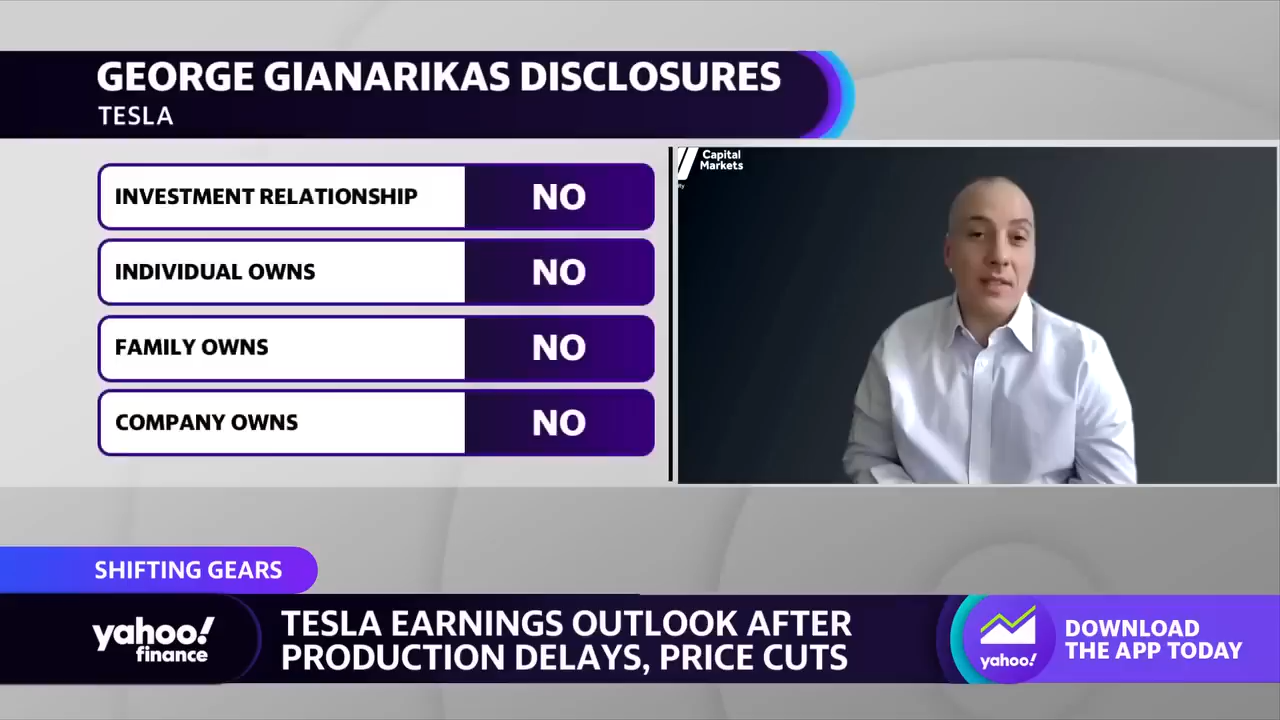 GEORGE GIANARIKAS DISCLOSURES
TESLA
INVESTMENT RELATIONSHIP NO
INDIVIDUAL OWNS NO
FAMILY OWNS NO
COMPANY OWNS NO
Capital
Markets
SHIFTING GEARS
yahoo!
finance
TESLA EARNINGS OUTLOOK AFTER
PRODUCTION DELAYS, PRICE CUTS
yahoo!
DOWNLOAD
THE APP TODAY